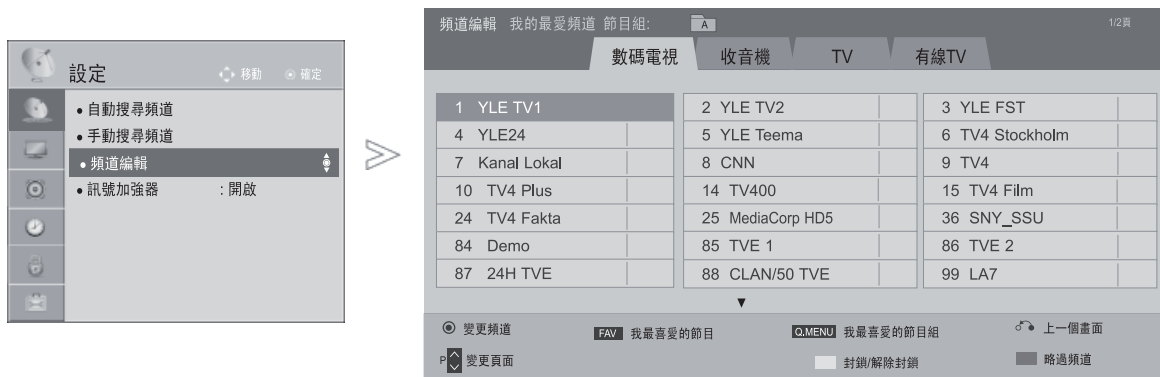 設定 移動 確定
• 自動搜尋頻道
• 手動搜尋頻道
• 頻道編輯
• 訊號加強器 : 開啟
頻道編輯 我的最愛頻道 節目組: A 1/2頁
數碼電視 收音機 TV 有線TV
1 YLE TV1 2 YLE TV2 3 YLE FST
4 YLE24 5 YLE Teema 6 TV4 Stockholm
7 Kanal Lokal 8 CNN 9 TV4
10 TV4 Plus 14 TV400 15 TV4 Film
24 TV4 Fakta 25 MediaCorp HD5 36 SNY_SSU
84 Demo 85 TVE 1 86 TVE 2
87 24H TVE 88 CLAN/50 TVE 99 LA7
▼
變更頻道 FAV 我最喜愛的節目 Q.MENU 我最喜愛的節目組 上一個畫面
P 變更頁面 封鎖/解除封鎖 略過頻道